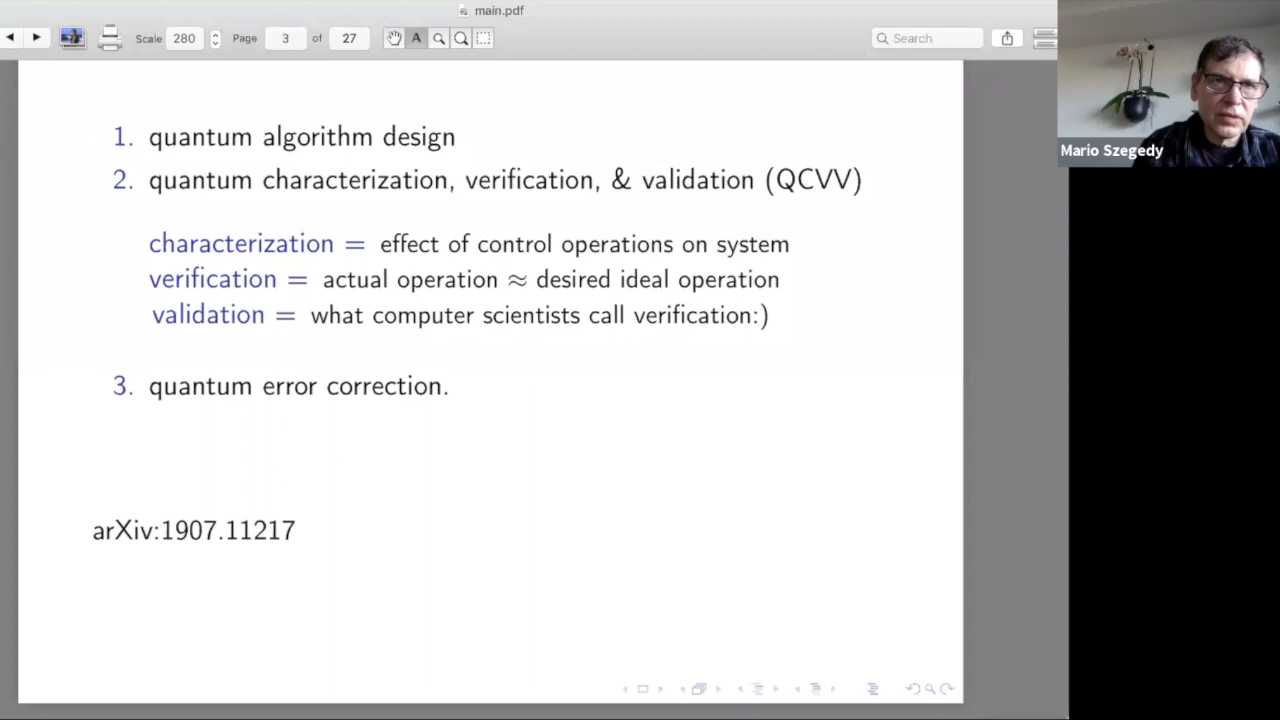 main.pdf
Scale 280 Page 3 of 27 A Search
Mario Szegedy
1. quantum algorithm design
2. quantum characterization, verification, & validation (QCVV)
characterization = effect of control operations on system
verification = actual operation ≈ desired ideal operation
validation = what computer scientists call verification:)
3. quantum error correction.
arXiv:1907.11217